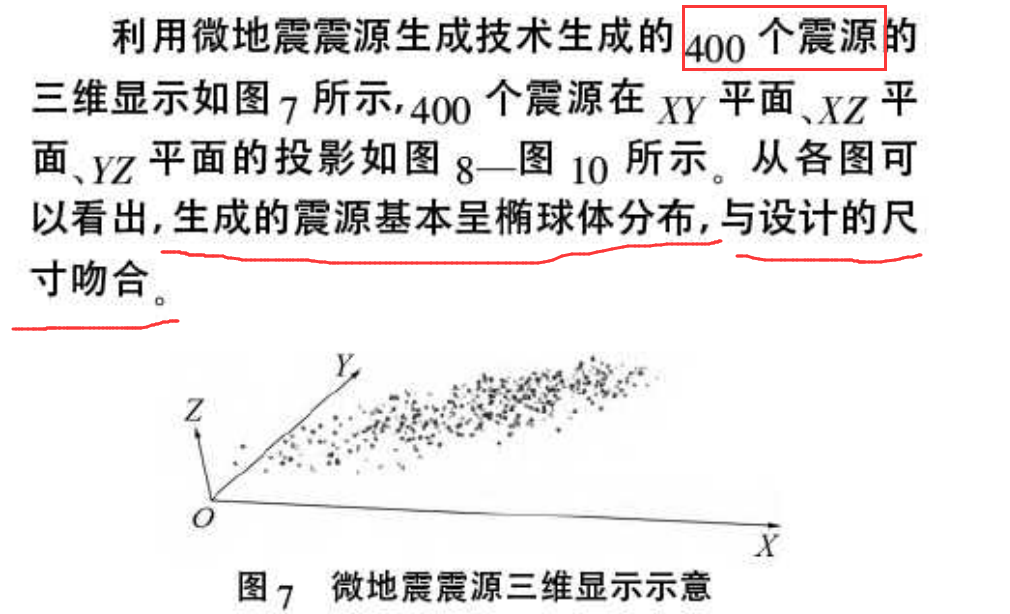 利用微地震震源生成技术生成的 400 个震源的
三维显示如图 7 所示,400 个震源在 XY 平面、XZ 平
面、YZ 平面的投影如图 8—图 10 所示。从各图可
以看出,生成的震源基本呈椭球体分布,与设计的尺
寸吻合。
Y
Z
O
X
图 7 微地震震源三维显示示意